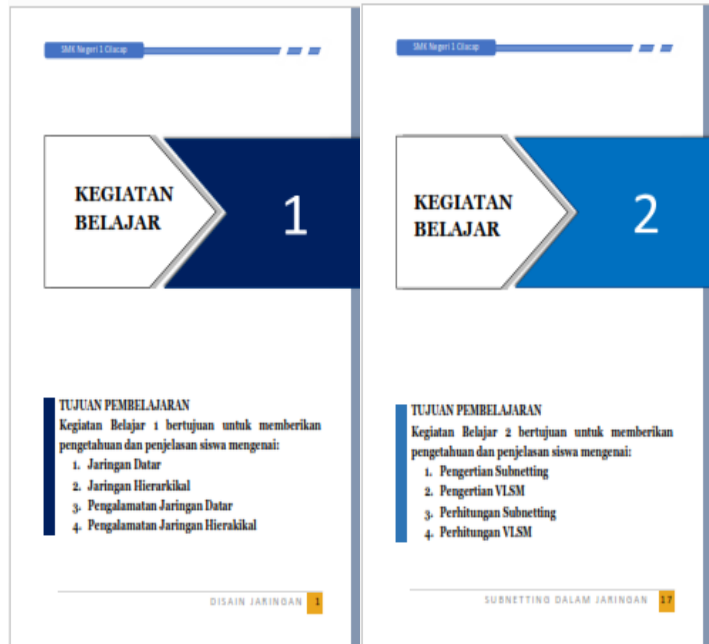 SMK Negeri 1 Cilacap
KEGIATAN
BELAJAR
1
TUJUAN PEMBELAJARAN
Kegiatan Belajar 1 bertujuan untuk memberikan
pengetahuan dan penjelasan siswa mengenai:
1. Jaringan Datar
2. Jaringan Hierarkikal
3. Pengalamatan Jaringan Datar
4. Pengalamatan Jaringan Hierakikal
DISAIN JARINGAN 1
SMK Negeri 1 Cilacap
KEGIATAN
BELAJAR
2
TUJUAN PEMBELAJARAN
Kegiatan Belajar 2 bertujuan untuk memberikan
pengetahuan dan penjelasan siswa mengenai:
1. Pengertian Subnetting
2. Pengertian VLSM
3. Perhitungan Subnetting
4. Perhitungan VLSM
SUBNETTING DALAM JARINGAN 17